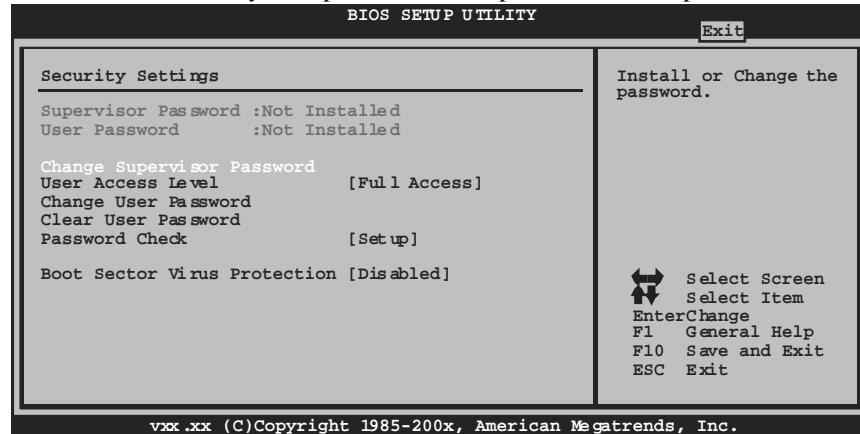 BIOS SETUP UTILITY
Exit
Security Settings
Supervisor Password :Not Installed
User Password :Not Installed
Change Supervisor Password
User Access Level [Full Access]
Change User Password
Clear User Password
Password Check [Setup]
Boot Sector Virus Protection [Disabled]
Install or Change the
password.
Select Screen
Select Item
EnterChange
F1 General Help
F10 Save and Exit
ESC Exit
vxx.xx (C)Copyright 1985-200x, American Megatrends, Inc.